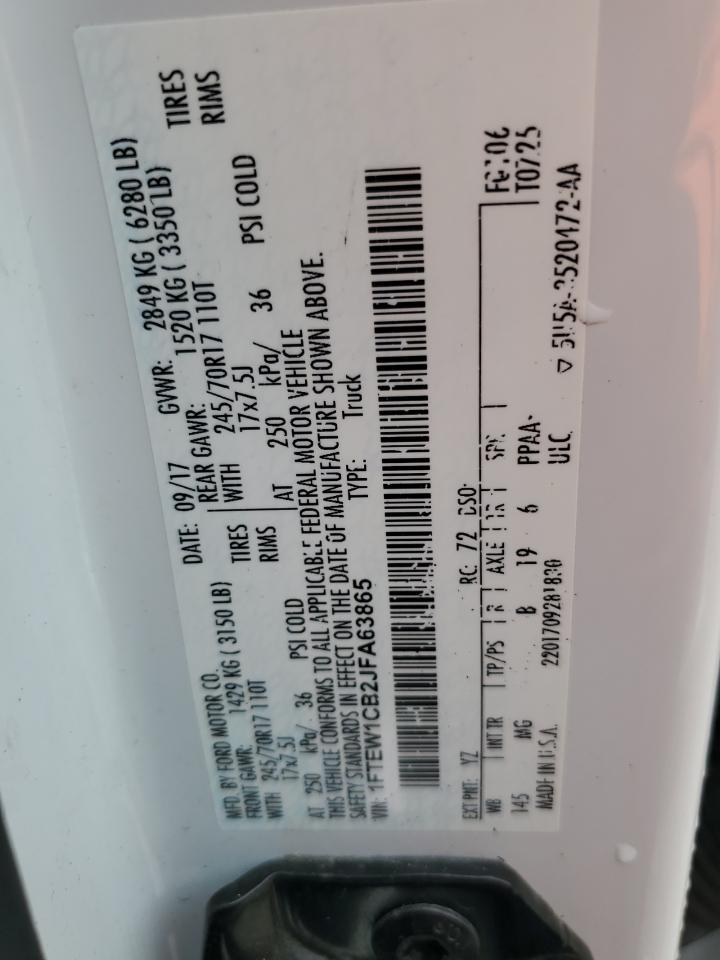 MFD. BY FORD MOTOR CO. DATE: 09/17 GVWR: 2849 KG ( 6280 LB)
FRONT GAWR: 1429 KG ( 3150 LB) REAR GAWR: 1520 KG ( 3350 LB)
WITH 245/70R17 110T TIRES WITH 245/70R17 110T TIRES
17x7.5J RIMS 17x7.5J RIMS
AT 250 kPa/ 36 PSI COLD AT 250 kPa/ 36 PSI COLD
THIS VEHICLE CONFORMS TO ALL APPLICABLE FEDERAL MOTOR VEHICLE
SAFETY STANDARDS IN EFFECT ON THE DATE OF MANUFACTURE SHOWN ABOVE.
VIN: 1FTEW1CB2JFA63865 TYPE: Truck
EXT PNT: YZ RC: 72 DSO:
WB INT TR TP/PS R AXLE TR SPR
145 MG B 19 6 PPAA
T0725
MADE IN U.S.A. ULC